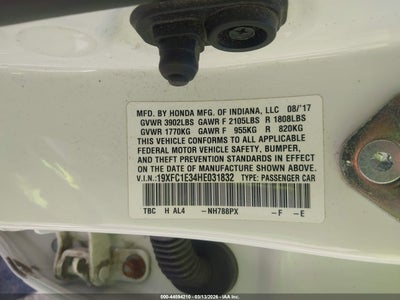 MFD. BY HONDA MFG. OF INDIANA, LLC 08/'17
GVWR 3902LBS GAWR F 2105LBS R 1808LBS
GVWR 1770KG GAWR F 955KG R 820KG
THIS VEHICLE CONFORMS TO ALL APPLICABLE
FEDERAL MOTOR VEHICLE SAFETY, BUMPER,
AND THEFT PREVENTION STANDARDS IN EFFECT
ON THE DATE OF MANUFACTURE SHOWN ABOVE.
V.I.N.: 19XFC1E34HE031832 TYPE: PASSENGER CAR
TBC H AL4 -NH788PX -F -E
000-44594210 - 03/13/2026 - IAA Inc.